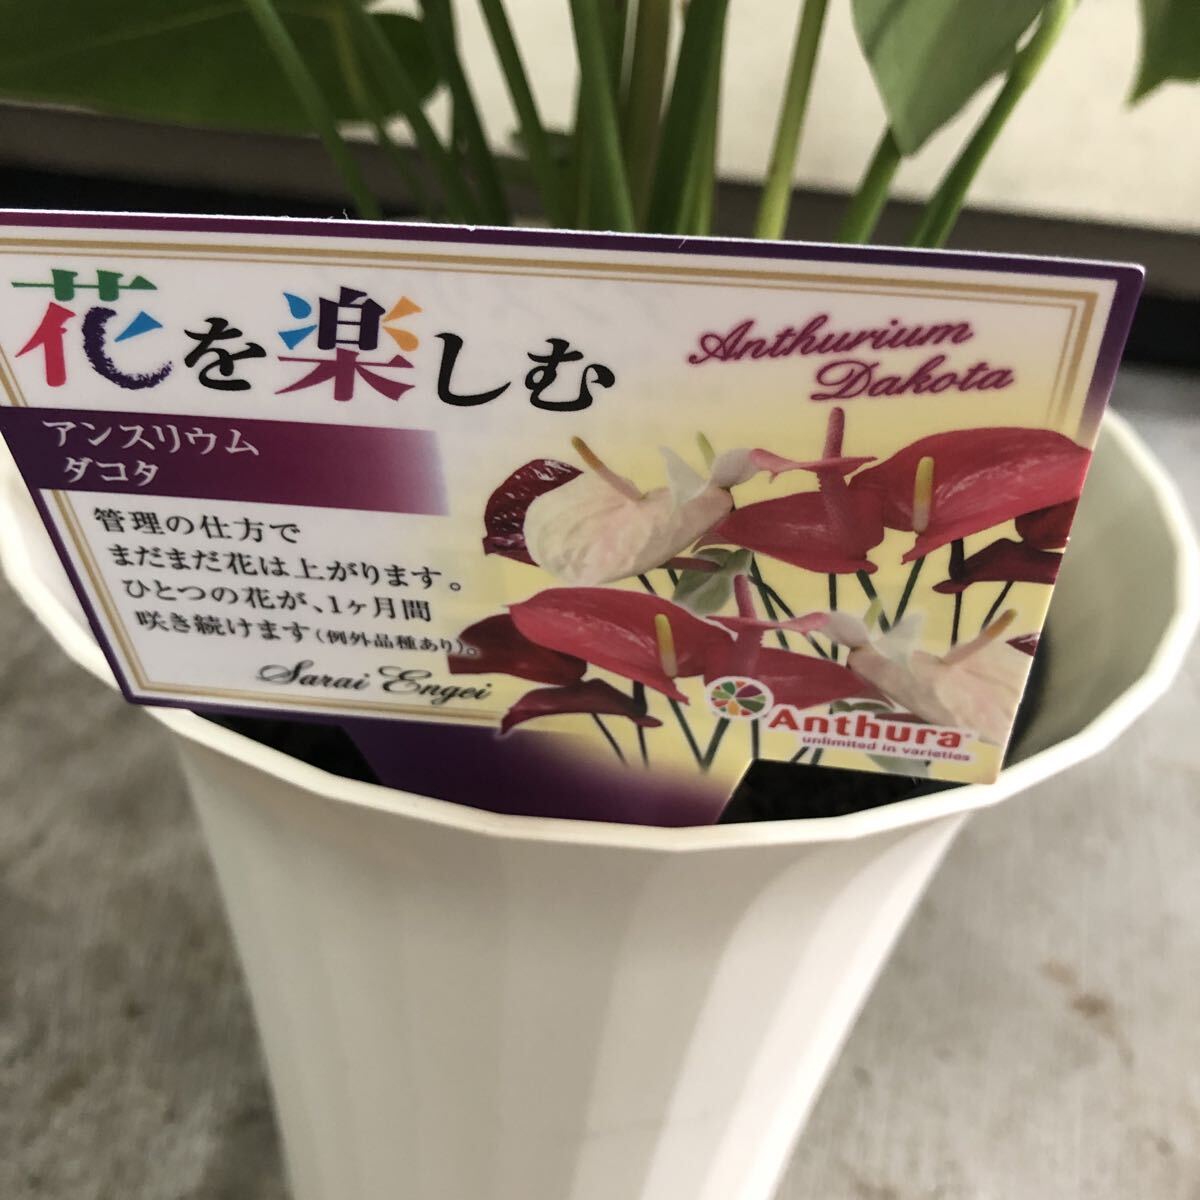 花を楽しむ
Anthurium
Dakota
アンスリウム
ダコタ
管理の仕方で
まだまだ花は上がります。
ひとつの花が、1ヶ月間
咲き続けます（例外品種あり）。
Sarai Engei
Anthura
unlimited in varieties